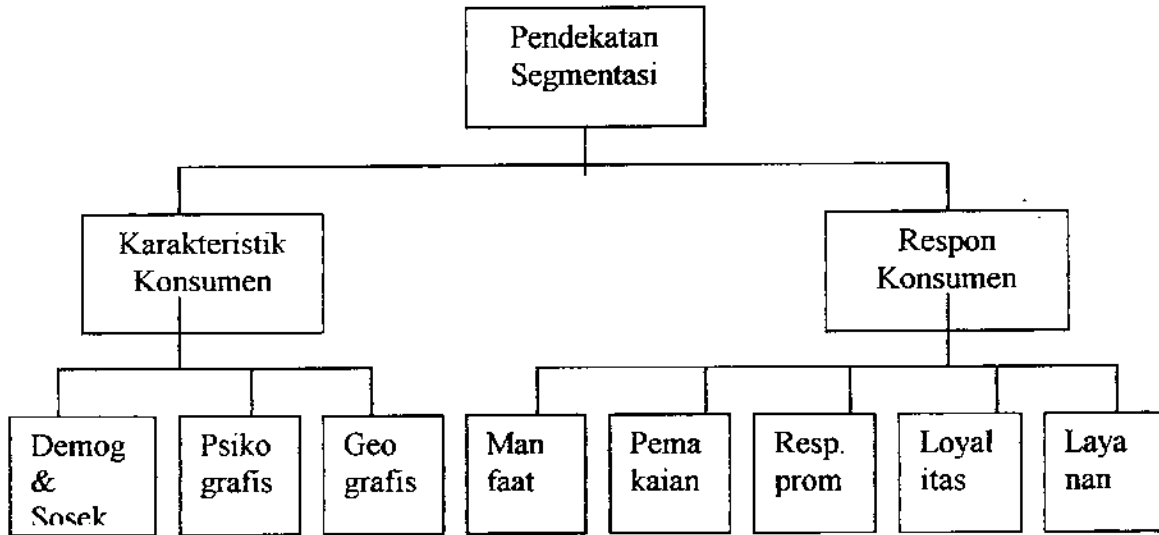 Pendekatan
Segmentasi
Karakteristik
Konsumen
Respon
Konsumen
Demog
&
Sosek
Psiko
grafis
Geo
grafis
Man
faat
Pema
kaian
Resp.
prom
Loyal
itas
Laya
nan